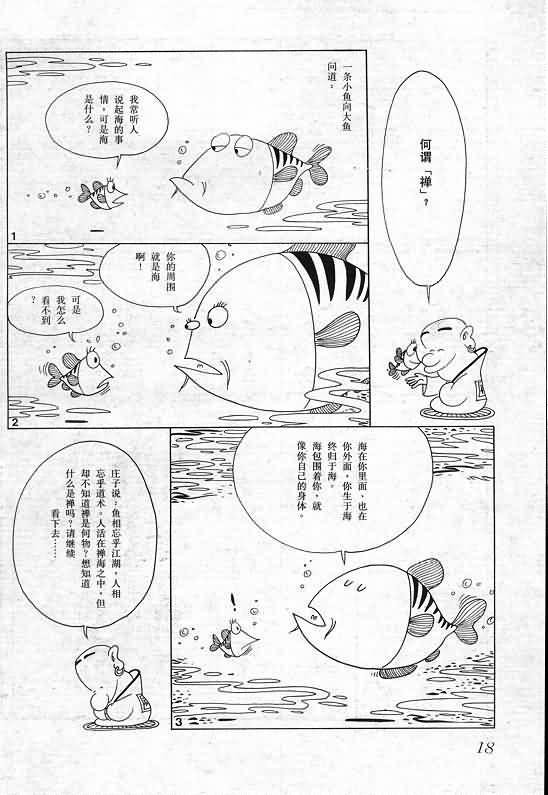 何谓「禅」?
一条小鱼向大鱼
问道:
我常听人
说起海的事
情,可是海
是什么?
1
你的周围
就是海
啊!
可是
我怎么
看不到
?
2
海在你里面,也在
你外面,你生于海
终归于海。
海包围着你,就
像你自己的身体。
!
3
庄子说:鱼相忘乎江湖,人相
忘乎道术。人活在禅海之中,但
却不知道禅是何物?想知道
什么是禅吗?请继续
看下去……
18